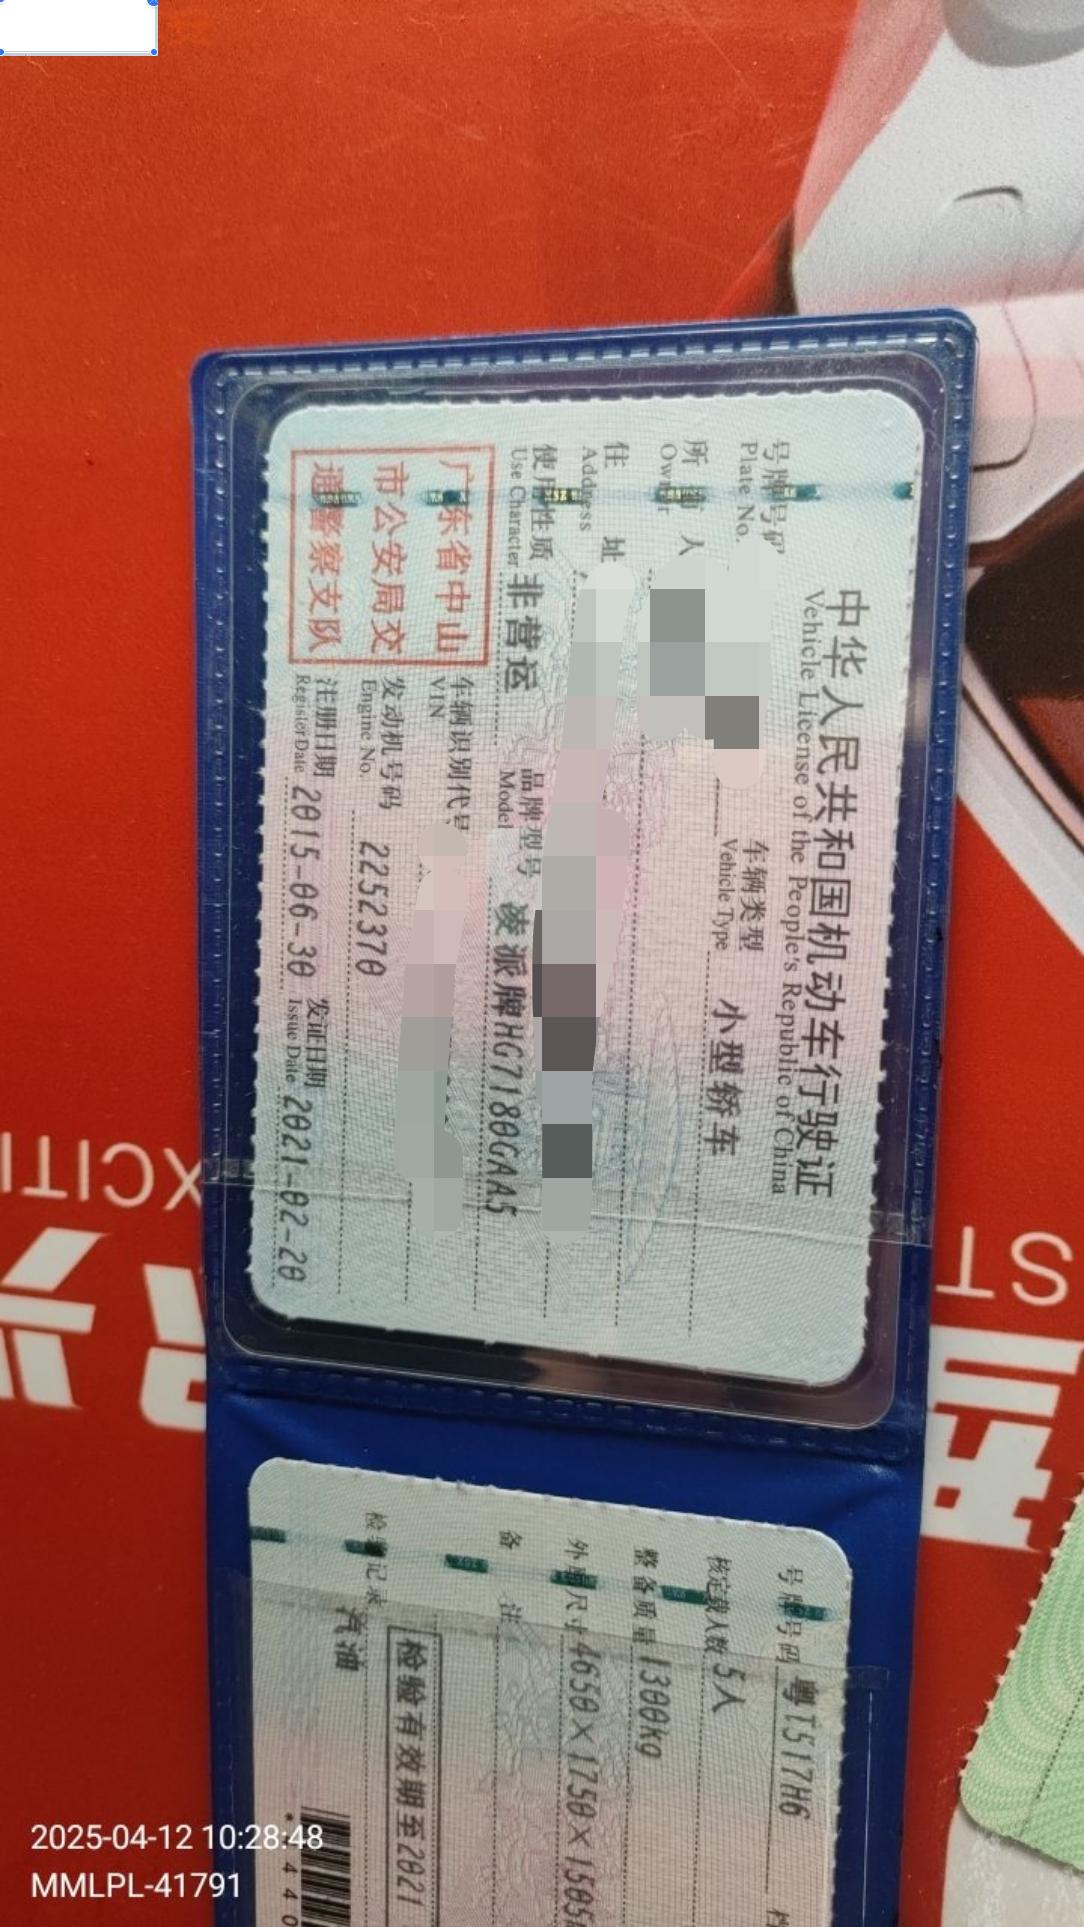 中华人民共和国机动车行驶证
Vehicle License of the People's Republic of China
号牌号码
Plate No.
车辆类型 小型轿车
Vehicle Type
所有人
Owner
住址
Address
使用性质 非营运
Use Character
品牌型号 凌派牌HG7180GAA5
Model
广东省中山
市公安局交
通警察支队
车辆识别代号
VIN
发动机号码 2252370
Engine No.
注册日期 2015-06-30
Register Date
发证日期 2021-02-20
Issue Date
号牌号码 粤T517H6
核定载人数 5人
整备质量 1300kg
外廓尺寸 4650×1750×1505
备注
检验有效期至2021
检验记录
汽油
XCITI
ST
2025-04-12 10:28:48
MMLPL-41791